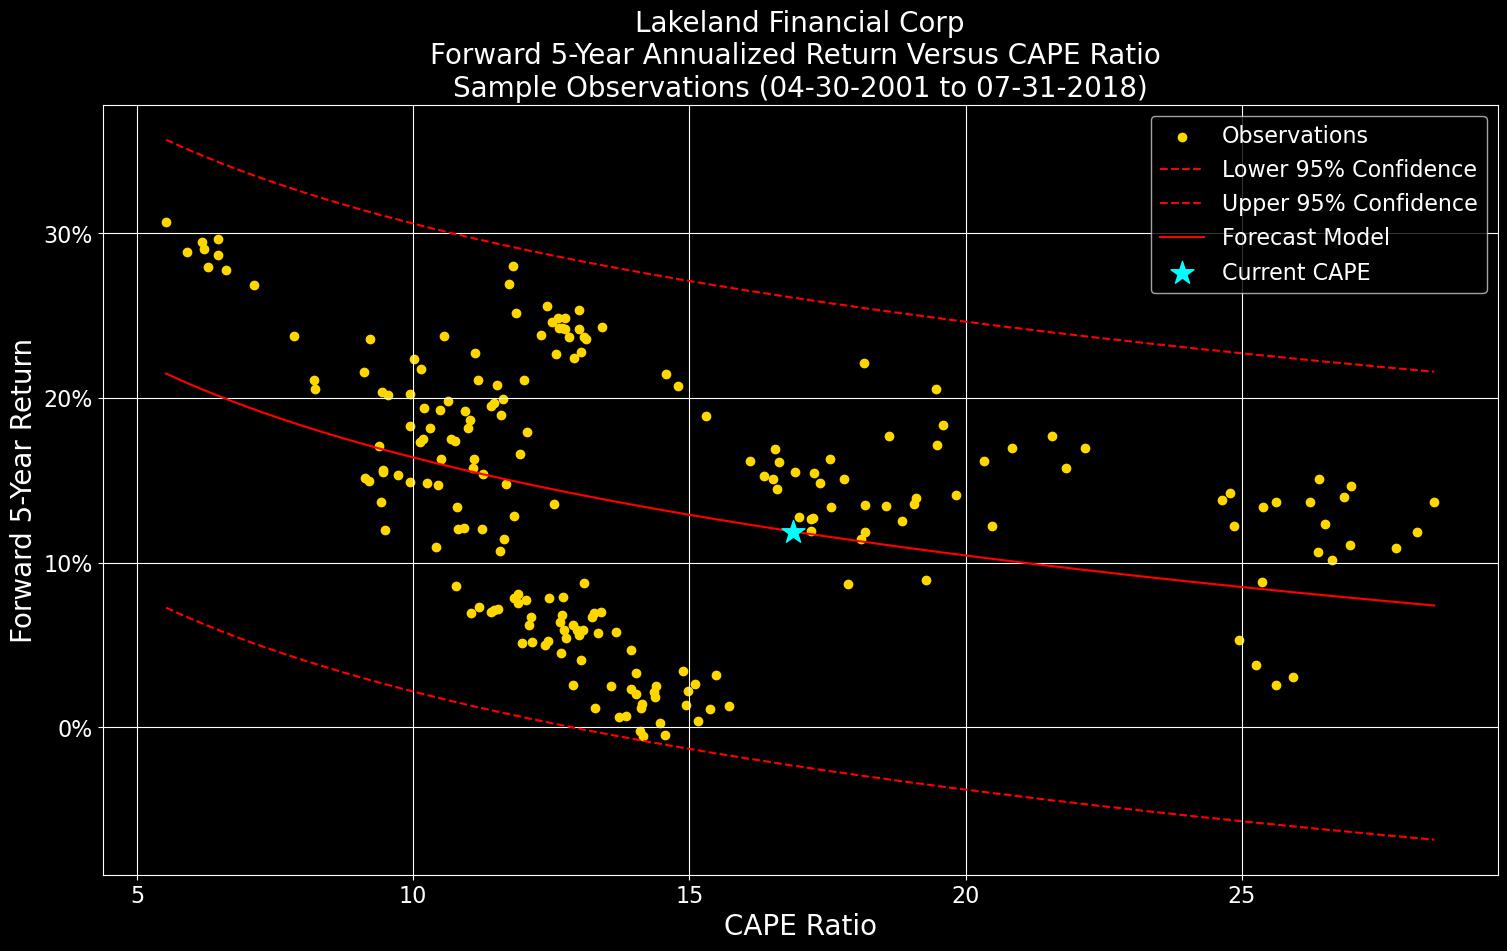 Lakeland Financial Corp
Forward 5-Year Annualized Return Versus CAPE Ratio
Sample Observations (04-30-2001 to 07-31-2018)
Observations
Lower 95% Confidence
Upper 95% Confidence
Forecast Model
Current CAPE
Forward 5-Year Return
30%
20%
10%
0%
5 10 15 20 25
CAPE Ratio